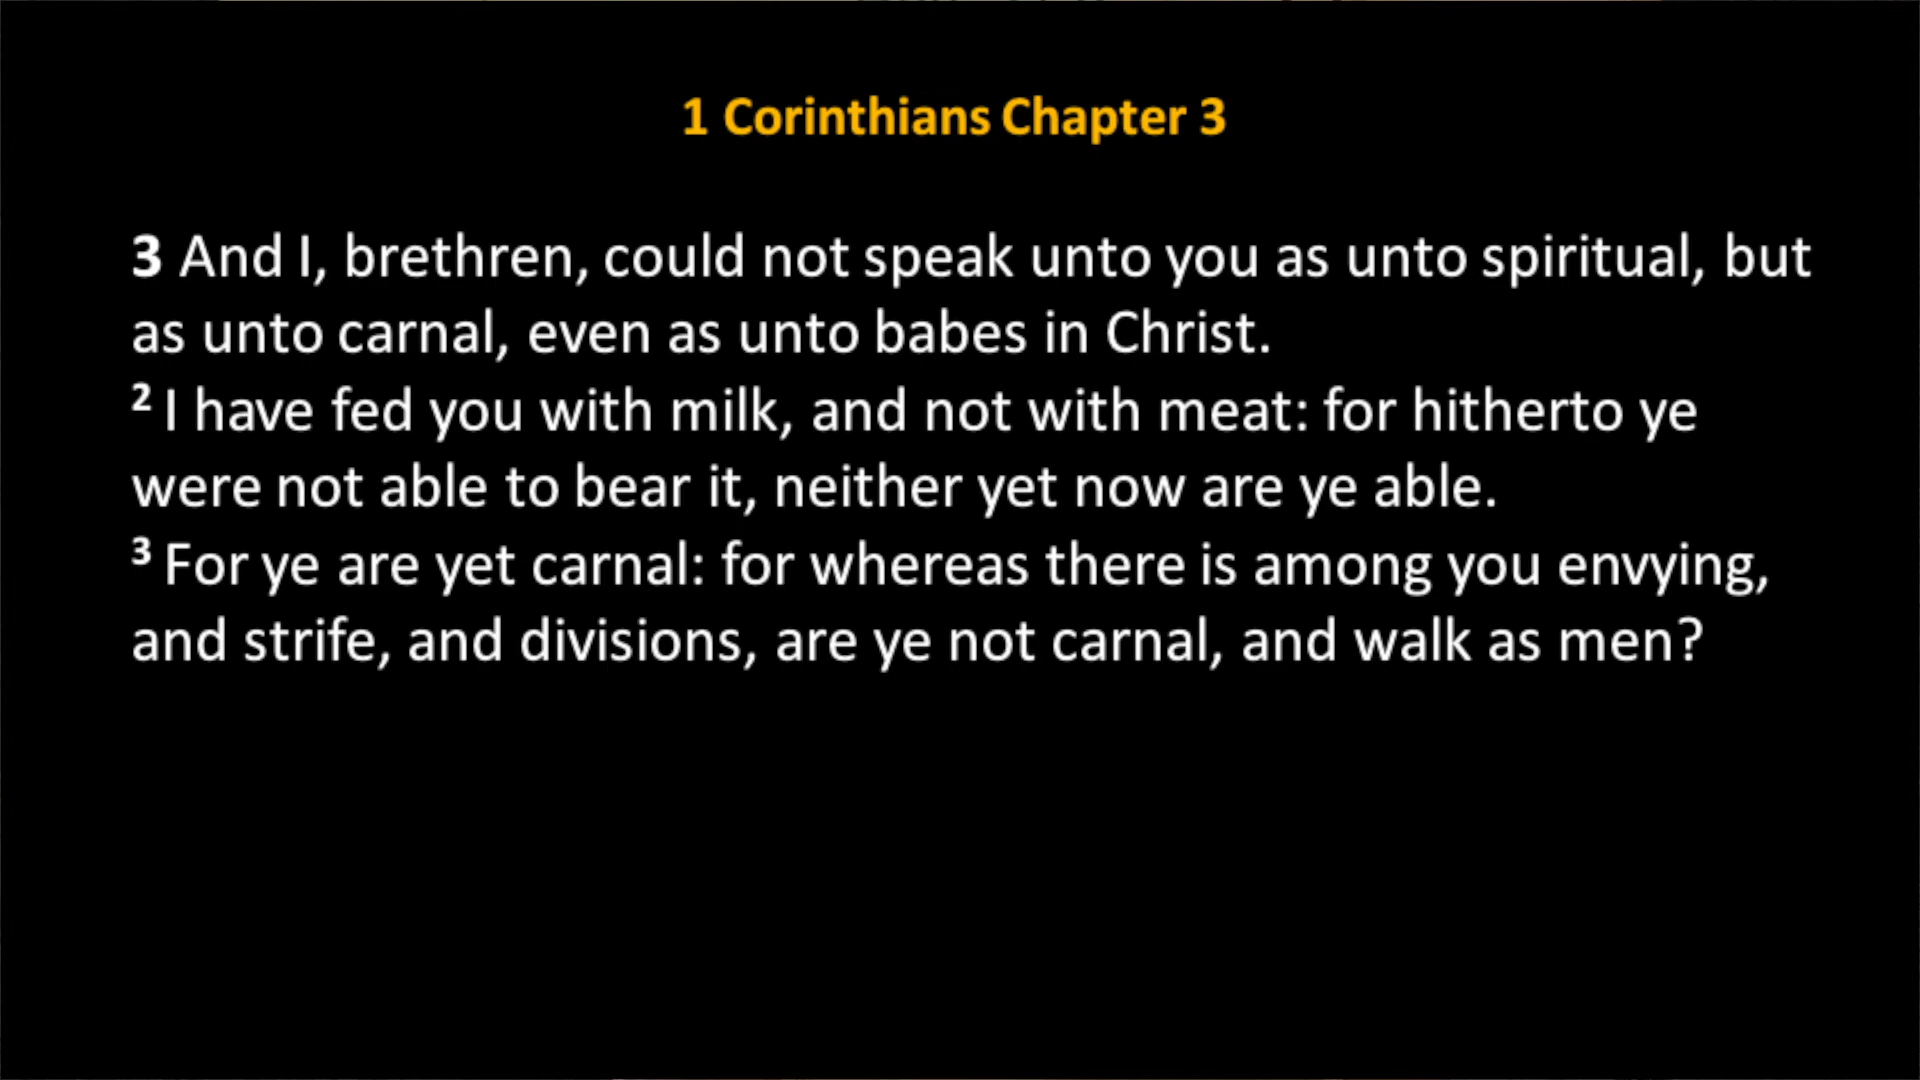 1 Corinthians Chapter 3
3 And I, brethren, could not speak unto you as unto spiritual, but
as unto carnal, even as unto babes in Christ.
2 I have fed you with milk, and not with meat: for hitherto ye
were not able to bear it, neither yet now are ye able.
3 For ye are yet carnal: for whereas there is among you envying,
and strife, and divisions, are ye not carnal, and walk as men?